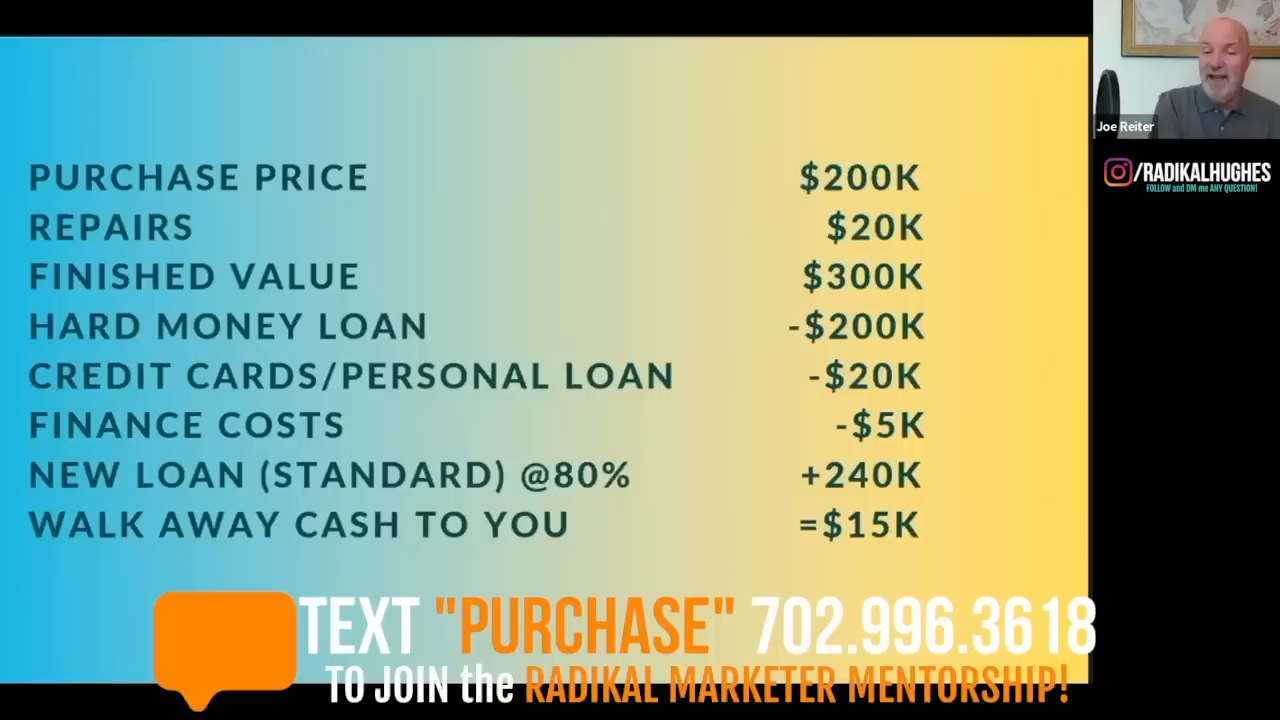 PURCHASE PRICE $200K
REPAIRS $20K
FINISHED VALUE $300K
HARD MONEY LOAN -$200K
CREDIT CARDS/PERSONAL LOAN -$20K
FINANCE COSTS -$5K
NEW LOAN (STANDARD) @80% +240K
WALK AWAY CASH TO YOU =$15K
Joe Reiter
/RADIKALHUGHES
FOLLOW and DM me ANY QUESTION!
TEXT "PURCHASE" 702.996.3618
TO JOIN the RADIKAL MARKETER MENTORSHIP!